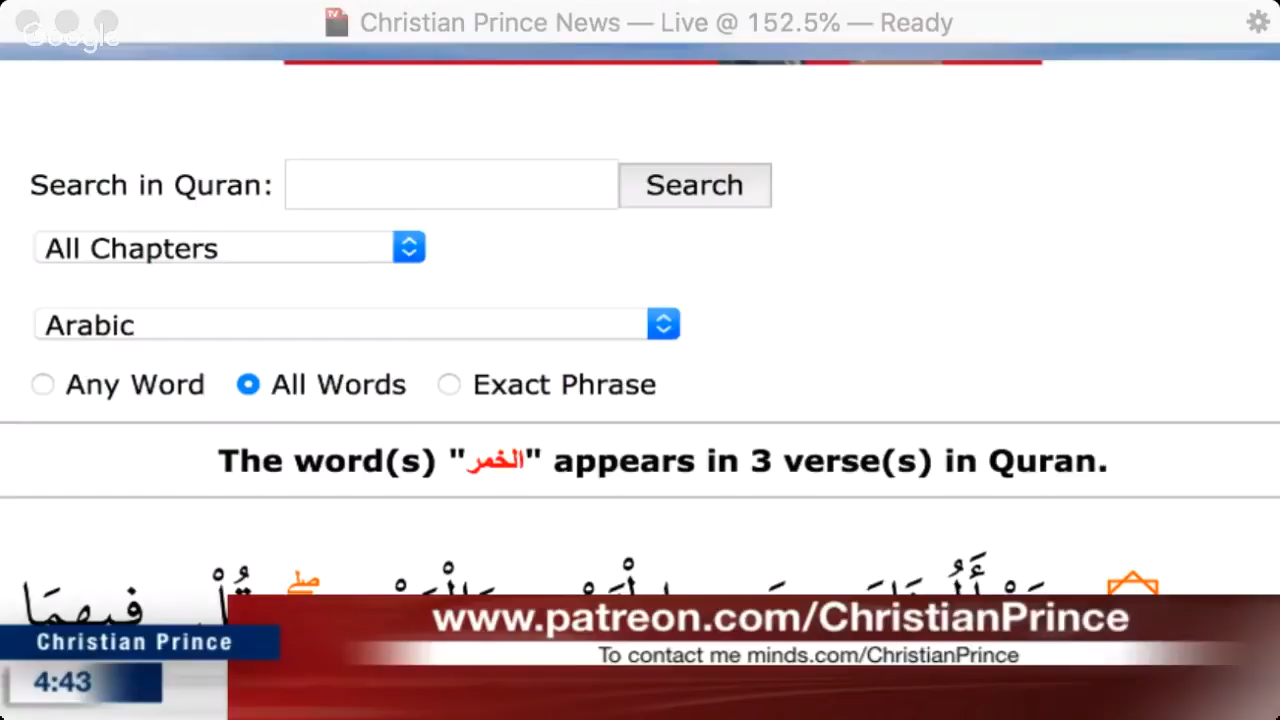 Christian Prince News — Live @ 152.5% — Ready
Google
Search in Quran:
Search
All Chapters
Arabic
Any Word
All Words
Exact Phrase
The word(s) "الخمر" appears in 3 verse(s) in Quran.
www.patreon.com/ChristianPrince
Christian Prince
To contact me minds.com/ChristianPrince
4:43